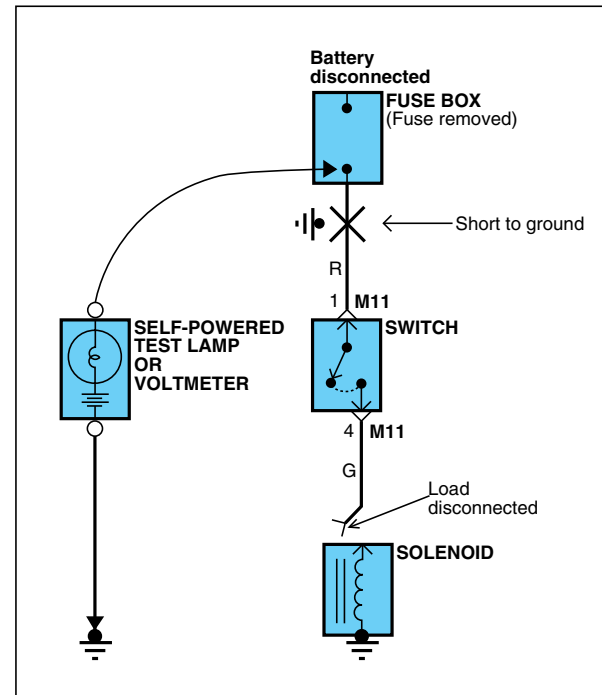 Battery
disconnected
FUSE BOX
(Fuse removed)
Short to ground
R
1 M11
SELF-POWERED
TEST LAMP
OR
VOLTMETER
SWITCH
4 M11
G
Load
disconnected
SOLENOID